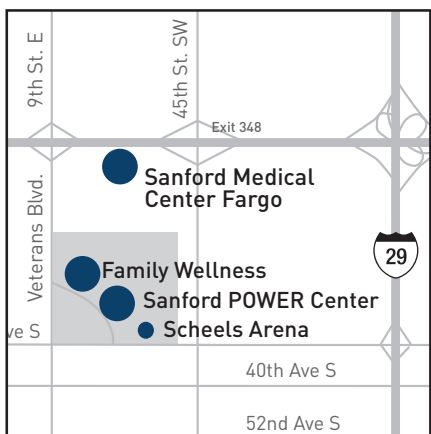 9th St. E
45th St. SW
Exit 348
Sanford Medical
Center Fargo
Veterans Blvd.
29
Family Wellness
Sanford POWER Center
Scheels Arena
ve S
40th Ave S
52nd Ave S